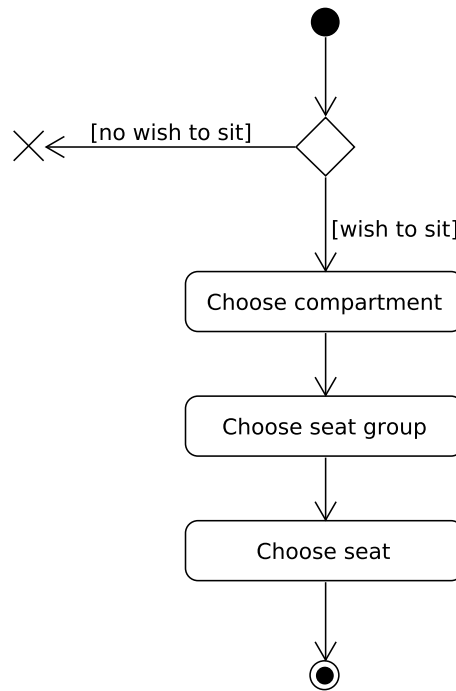 [no wish to sit]
[wish to sit]
Choose compartment
Choose seat group
Choose seat